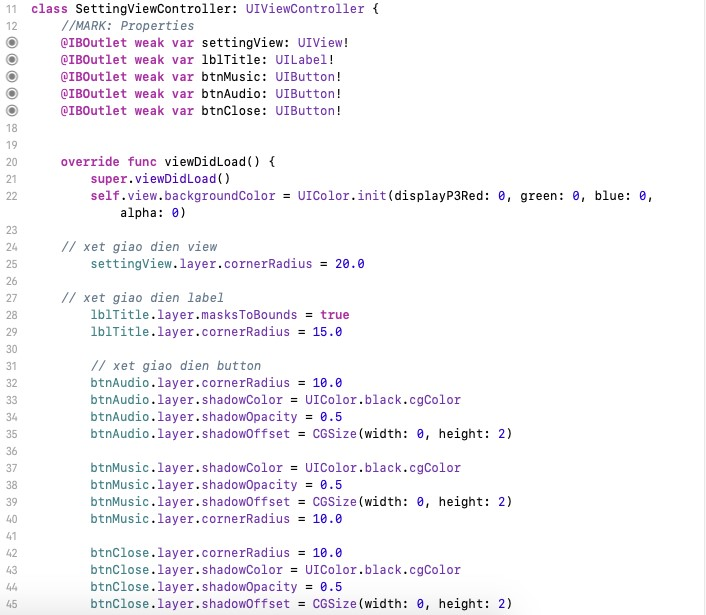 11 class SettingViewController: UIViewController {
12 //MARK: Properties
@IBOutlet weak var settingView: UIView!
@IBOutlet weak var lblTitle: UILabel!
@IBOutlet weak var btnMusic: UIButton!
@IBOutlet weak var btnAudio: UIButton!
@IBOutlet weak var btnClose: UIButton!
18
19
20 override func viewDidLoad() {
21 super.viewDidLoad()
22 self.view.backgroundColor = UIColor.init(displayP3Red: 0, green: 0, blue: 0,
alpha: 0)
23
24 // xet giao dien view
25 settingView.layer.cornerRadius = 20.0
26
27 // xet giao dien label
28 lblTitle.layer.masksToBounds = true
29 lblTitle.layer.cornerRadius = 15.0
30
31 // xet giao dien button
32 btnAudio.layer.cornerRadius = 10.0
33 btnAudio.layer.shadowColor = UIColor.black.cgColor
34 btnAudio.layer.shadowOpacity = 0.5
35 btnAudio.layer.shadowOffset = CGSize(width: 0, height: 2)
36
37 btnMusic.layer.shadowColor = UIColor.black.cgColor
38 btnMusic.layer.shadowOpacity = 0.5
39 btnMusic.layer.shadowOffset = CGSize(width: 0, height: 2)
40 btnMusic.layer.cornerRadius = 10.0
41
42 btnClose.layer.cornerRadius = 10.0
43 btnClose.layer.shadowColor = UIColor.black.cgColor
44 btnClose.layer.shadowOpacity = 0.5
45 btnClose.layer.shadowOffset = CGSize(width: 0, height: 2)